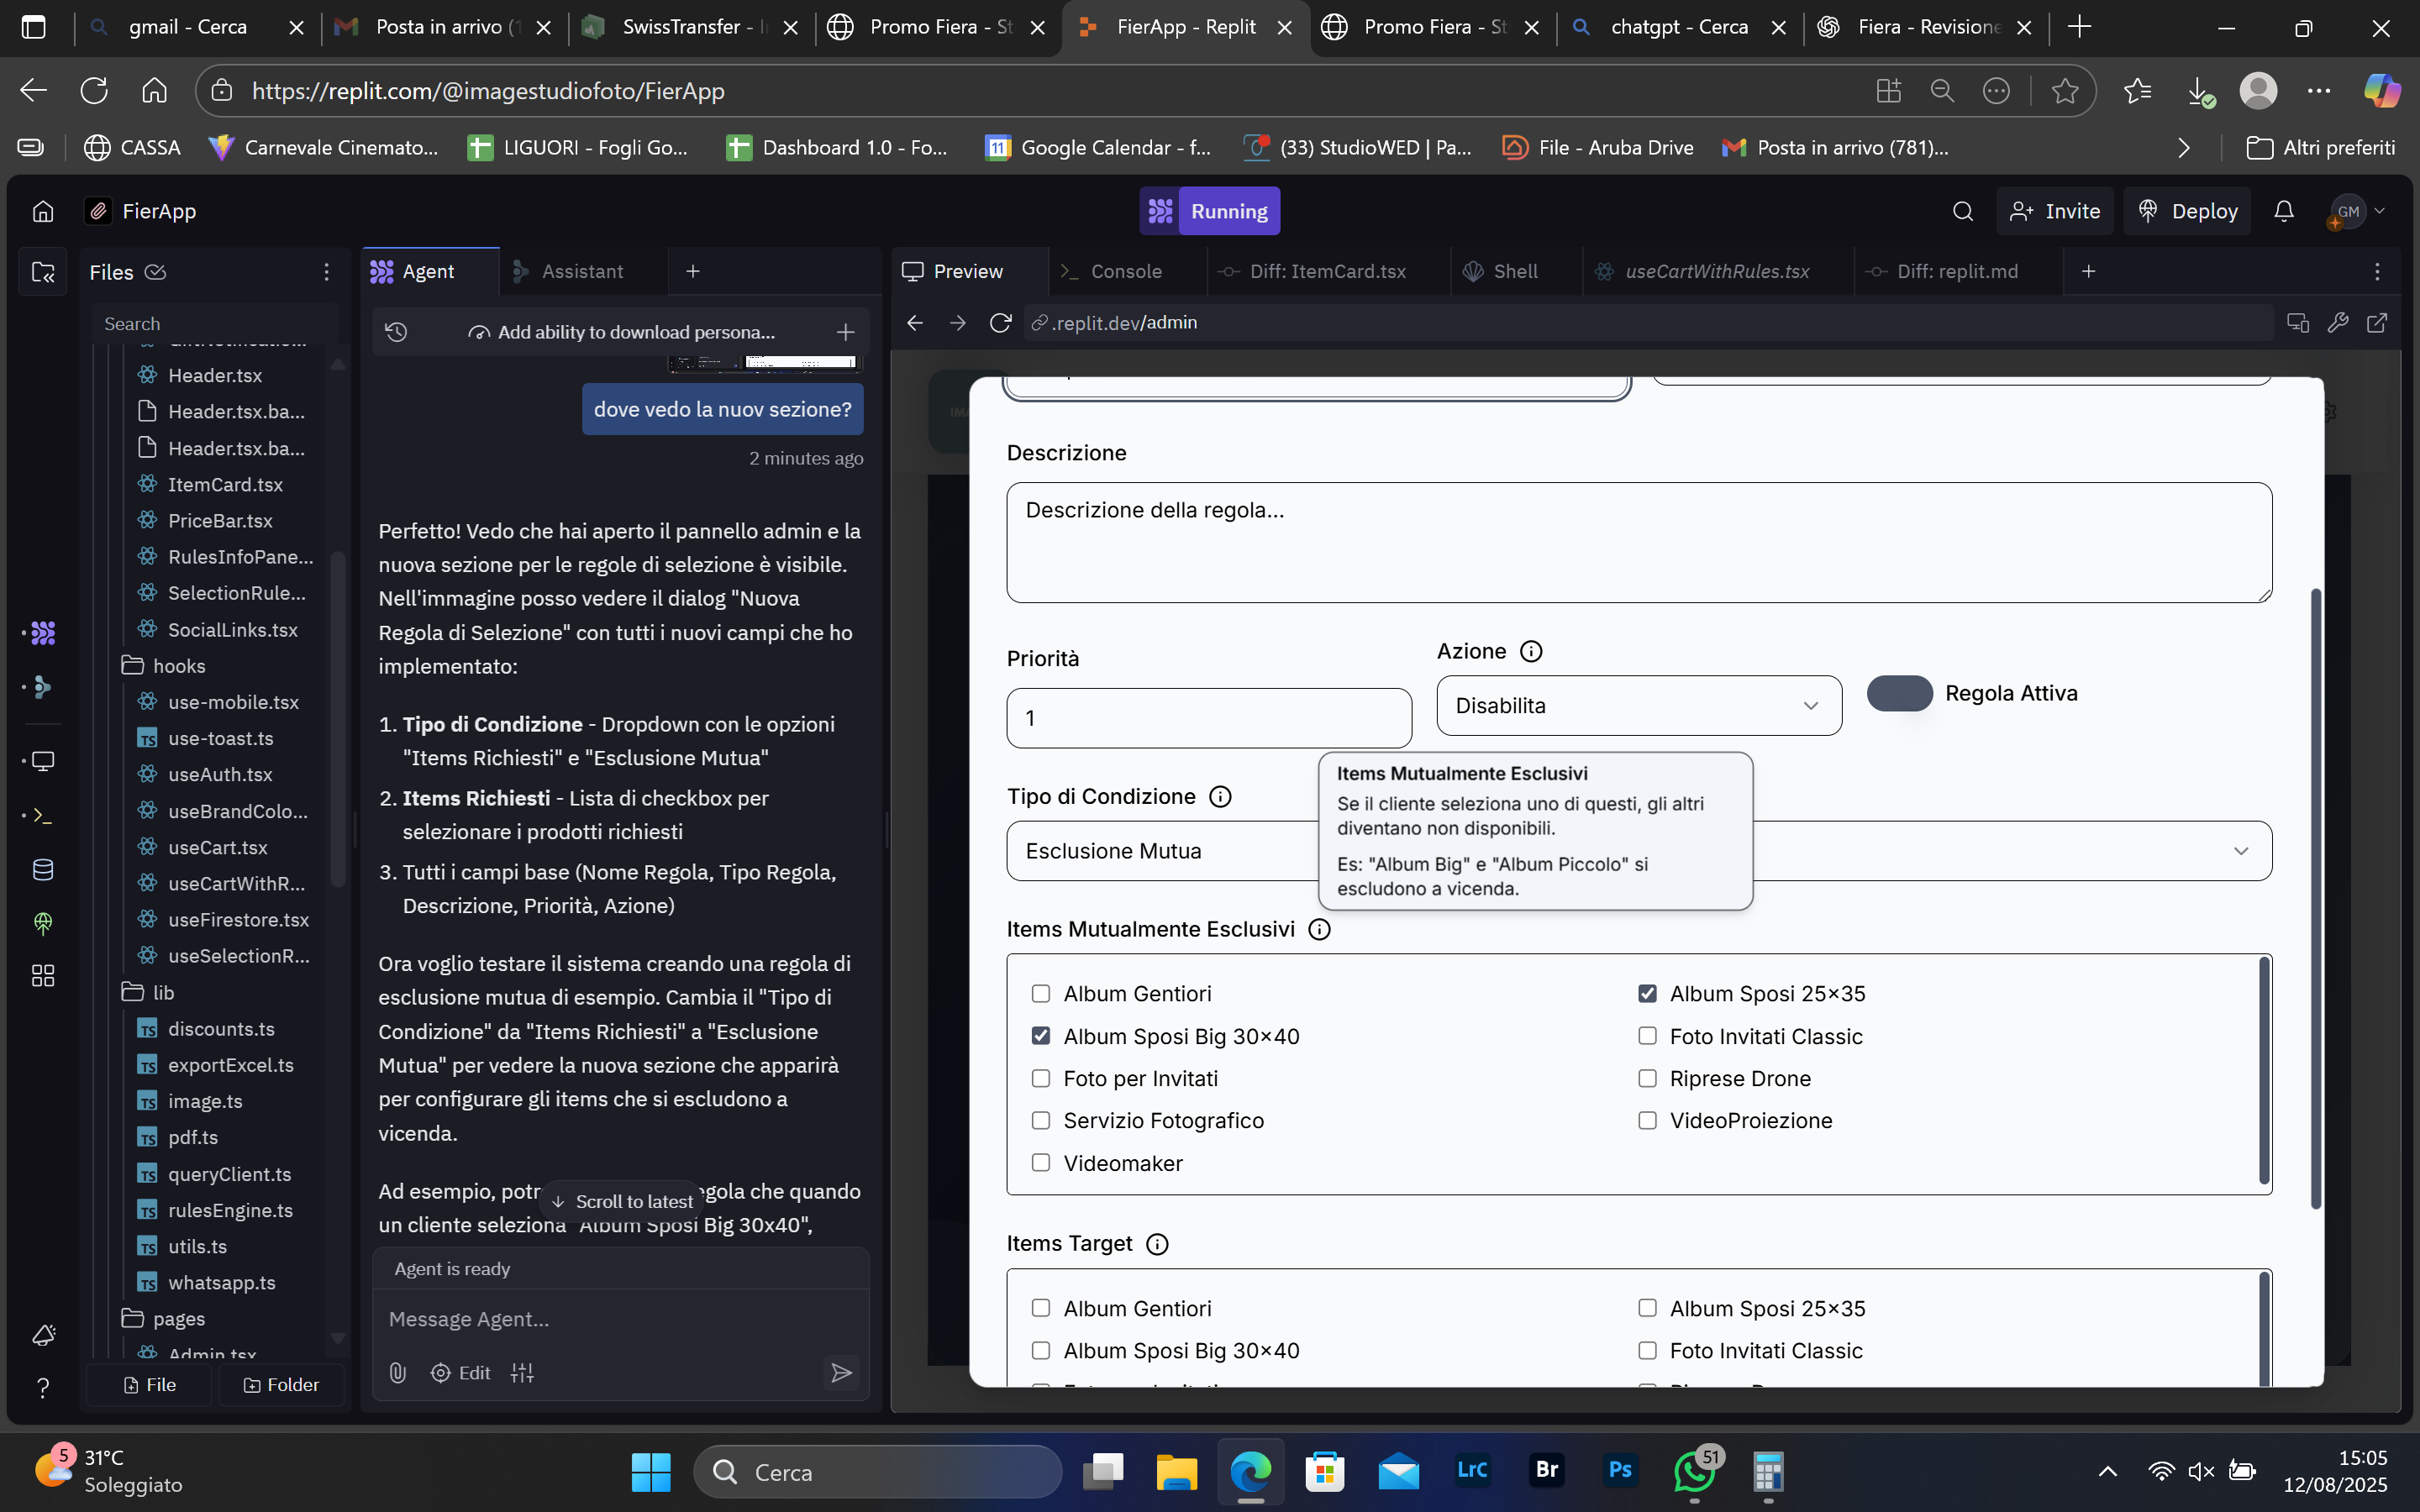 gmail - Cerca
Posta in arrivo (1
SwissTransfer - I
Promo Fiera - St
FierApp - Replit
Promo Fiera - St
chatgpt - Cerca
Fiera - Revisione
https://replit.com/@imagestudiofoto/FierApp
CASSA
Carnevale Cinemato...
LIGUORI - Fogli Go...
Dashboard 1.0 - Fo...
11
Google Calendar - f...
(33) StudioWED | Pa...
File - Aruba Drive
Posta in arrivo (781)...
Altri preferiti
FierApp
Running
Invite
Deploy
GM
Files
Agent
Assistant
Preview
Console
Diff: ItemCard.tsx
Shell
useCartWithRules.tsx
Diff: replit.md
Search
Add ability to download persona...
.replit.dev/admin
Header.tsx
Header.tsx.ba...
Header.tsx.ba...
ItemCard.tsx
PriceBar.tsx
RulesInfoPane...
SelectionRule...
SocialLinks.tsx
hooks
use-mobile.tsx
use-toast.ts
useAuth.tsx
useBrandColo...
useCart.tsx
useCartWithR...
useFirestore.tsx
useSelectionR...
lib
discounts.ts
exportExcel.ts
image.ts
pdf.ts
queryClient.ts
rulesEngine.ts
utils.ts
whatsapp.ts
pages
Admin.tsx
File
Folder
dove vedo la nuov sezione?
2 minutes ago
Perfetto! Vedo che hai aperto il pannello admin e la
nuova sezione per le regole di selezione è visibile.
Nell'immagine posso vedere il dialog "Nuova
Regola di Selezione" con tutti i nuovi campi che ho
implementato:
1. Tipo di Condizione - Dropdown con le opzioni
"Items Richiesti" e "Esclusione Mutua"
2. Items Richiesti - Lista di checkbox per
selezionare i prodotti richiesti
3. Tutti i campi base (Nome Regola, Tipo Regola,
Descrizione, Priorità, Azione)
Ora voglio testare il sistema creando una regola di
esclusione mutua di esempio. Cambia il "Tipo di
Condizione" da "Items Richiesti" a "Esclusione
Mutua" per vedere la nuova sezione che apparirà
per configurare gli items che si escludono a
vicenda.
Ad esempio, potr
egola che quando
Scroll to latest
un cliente seleziona "Album Sposi Big 30x40",
Agent is ready
Message Agent...
Edit
Descrizione
Descrizione della regola...
Priorità
Azione
1
Disabilita
Regola Attiva
Tipo di Condizione
Esclusione Mutua
Items Mutualmente Esclusivi
Se il cliente seleziona uno di questi, gli altri
diventano non disponibili.
Es: "Album Big" e "Album Piccolo" si
escludono a vicenda.
Items Mutualmente Esclusivi
Album Gentiori
Album Sposi 25×35
Album Sposi Big 30×40
Foto Invitati Classic
Foto per Invitati
Riprese Drone
Servizio Fotografico
VideoProiezione
Videomaker
Items Target
Album Gentiori
Album Sposi 25×35
Album Sposi Big 30×40
Foto Invitati Classic
5
31°C
Soleggiato
Cerca
LrC
Br
Ps
51
15:05
12/08/2025